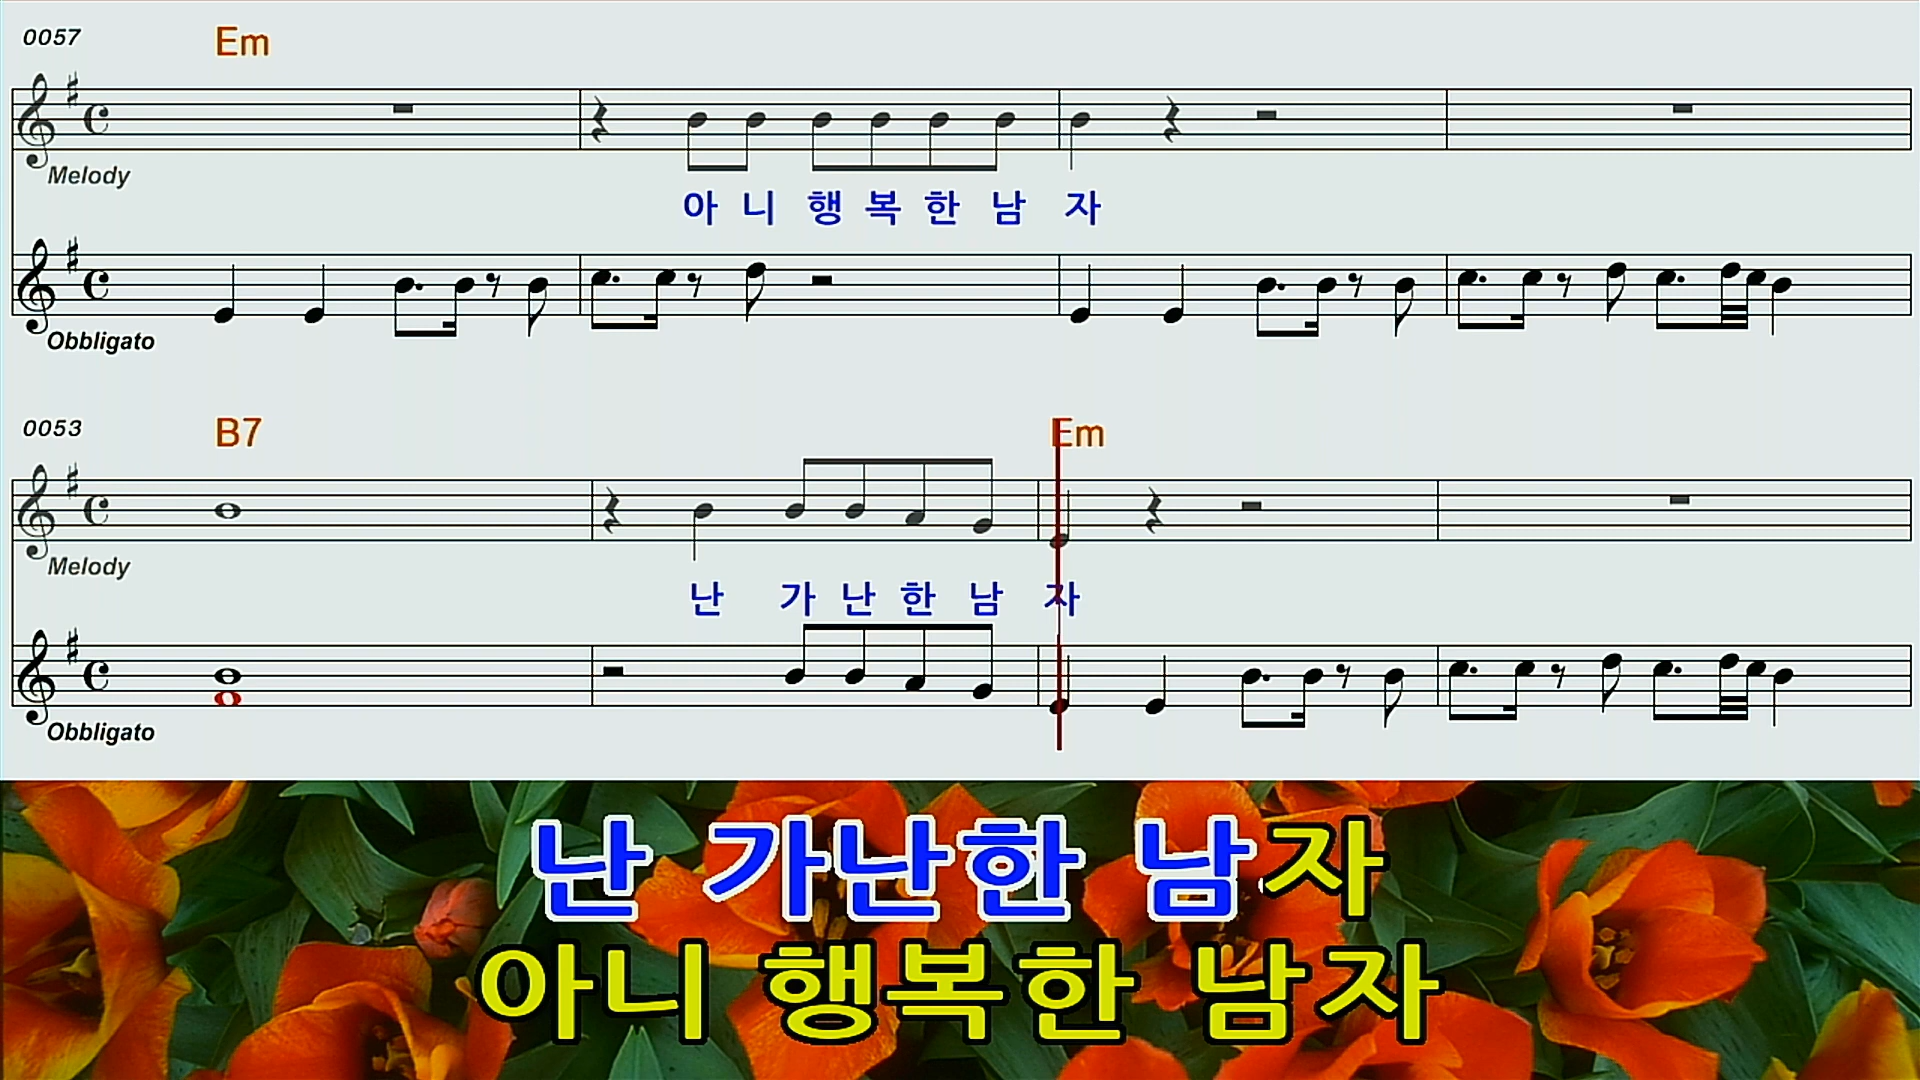 0057 Em
Melody
아 니 행 복 한 남 자
Obbligato
0053 B7 Em
Melody
난 가 난 한 남 자
Obbligato
난 가난한 남자
아니 행복한 남자